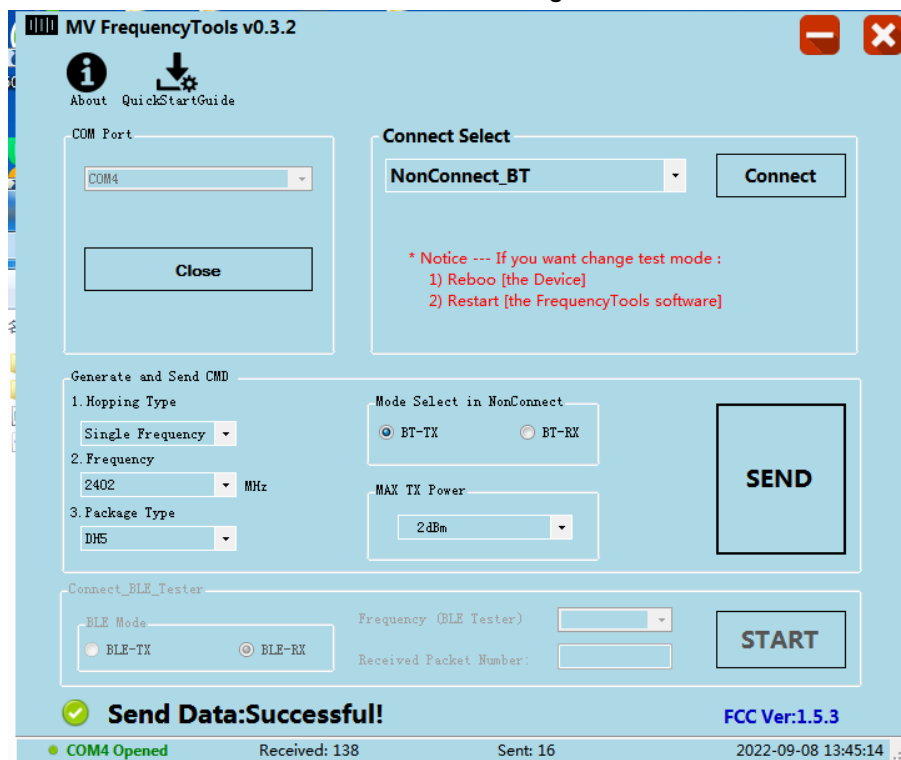 MV FrequencyTools v0.3.2
About QuickStartGuide
COM Port
COM4
Close
Connect Select
NonConnect_BT
Connect
* Notice --- If you want change test mode :
1) Reboo [the Device]
2) Restart [the FrequencyTools software]
Generate and Send CMD
1.Hopping Type
Single Frequency
2.Frequency
2402 MHz
3.Package Type
DH5
Mode Select in NonConnect
BT-TX BT-RX
MAX TX Power
2dBm
SEND
Connect_BLE_Tester
BLE Mode
BLE-TX BLE-RX
Frequency (BLE Tester)
Received Packet Number:
START
Send Data:Successful!
FCC Ver:1.5.3
COM4 Opened Received: 138 Sent: 16 2022-09-08 13:45:14